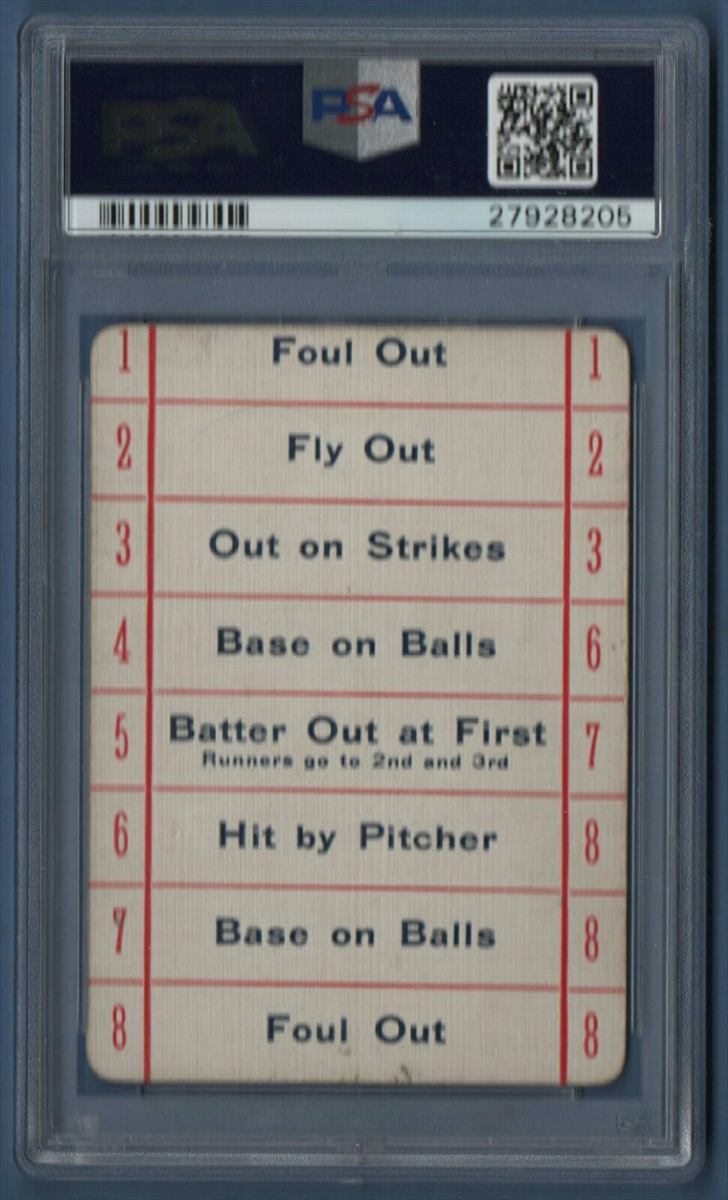 PSA
PSA
27928205
1 Foul Out 1
2 Fly Out 2
3 Out on Strikes 3
4 Base on Balls 6
5 Batter Out at First 7
Runners go to 2nd and 3rd
6 Hit by Pitcher 8
7 Base on Balls 8
8 Foul Out 8